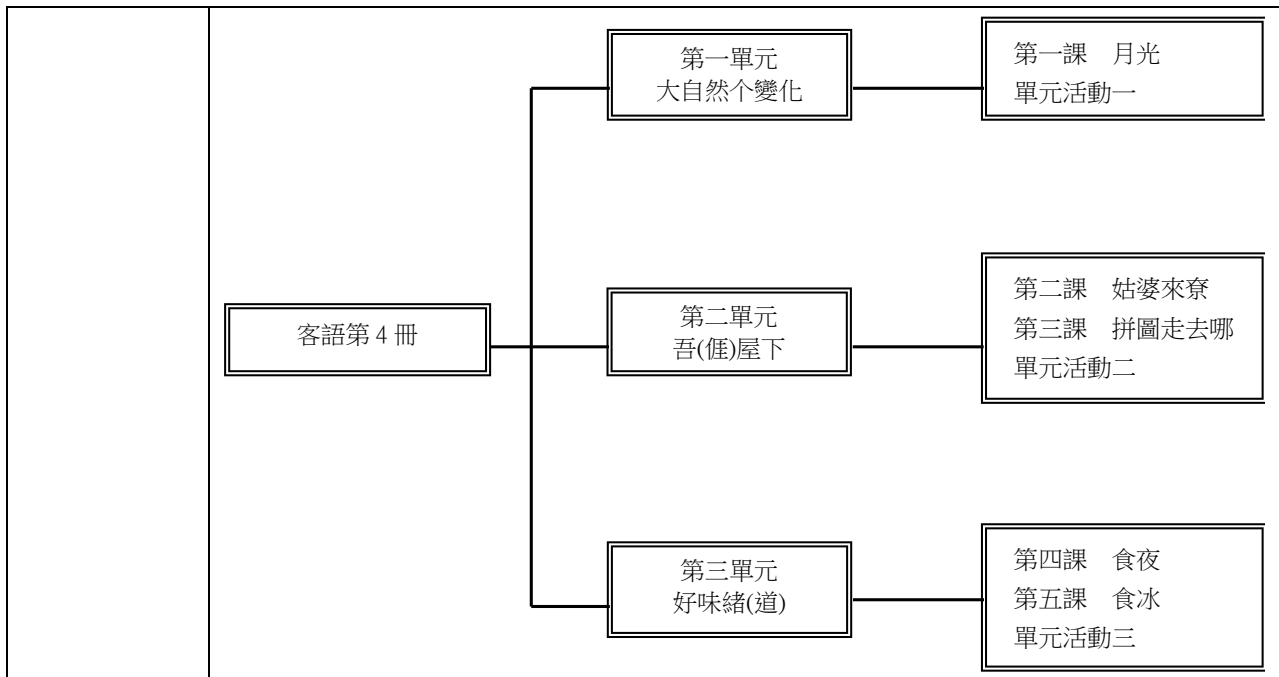 客語第 4 冊
第一單元
大自然个變化
第一課　月光
單元活動一
第二單元
吾(𠊎)屋下
第二課　姑婆來尞
第三課　拼圖走去哪
單元活動二
第三單元
好味緒(道)
第四課　食夜
第五課　食冰
單元活動三